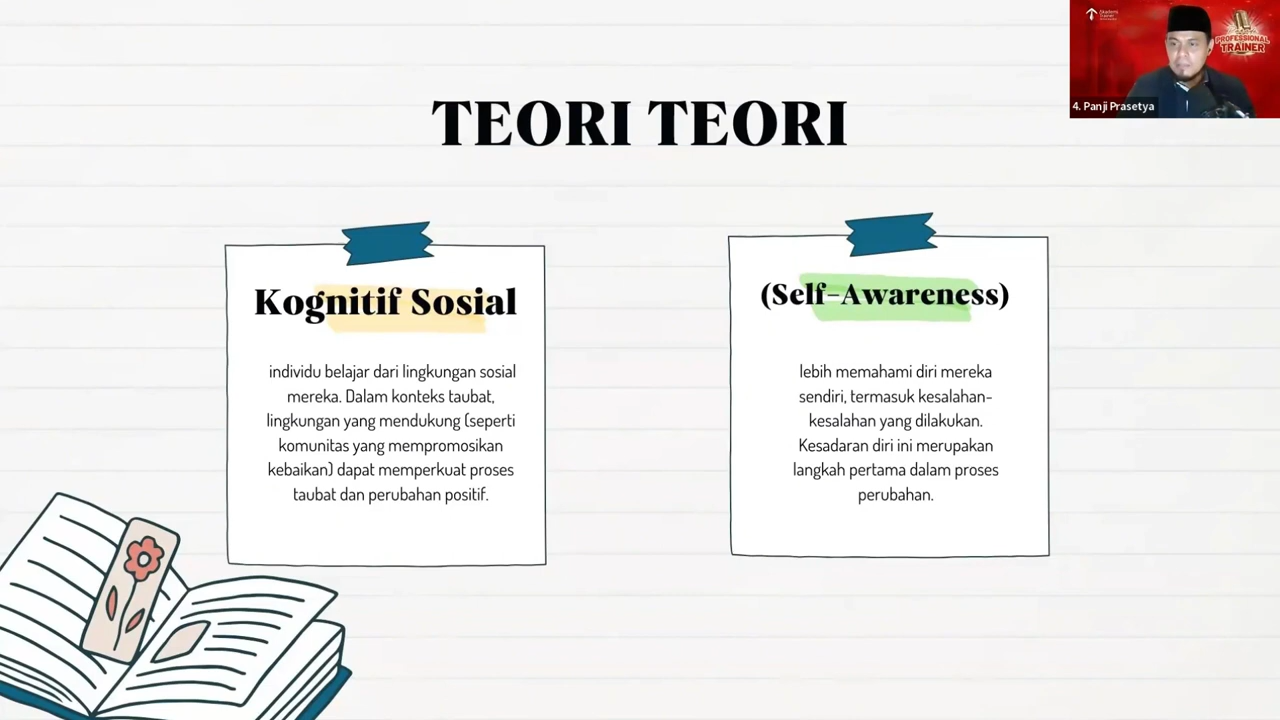 TEORI TEORI
Kognitif Sosial
individu belajar dari lingkungan sosial
mereka. Dalam konteks taubat,
lingkungan yang mendukung (seperti
komunitas yang mempromosikan
kebaikan) dapat memperkuat proses
taubat dan perubahan positif.
(Self-Awareness)
lebih memahami diri mereka
sendiri, termasuk kesalahan-
kesalahan yang dilakukan.
Kesadaran diri ini merupakan
langkah pertama dalam proses
perubahan.
Akademi
Trainer
PROFESSIONAL
TRAINER
4. Panji Prasetya